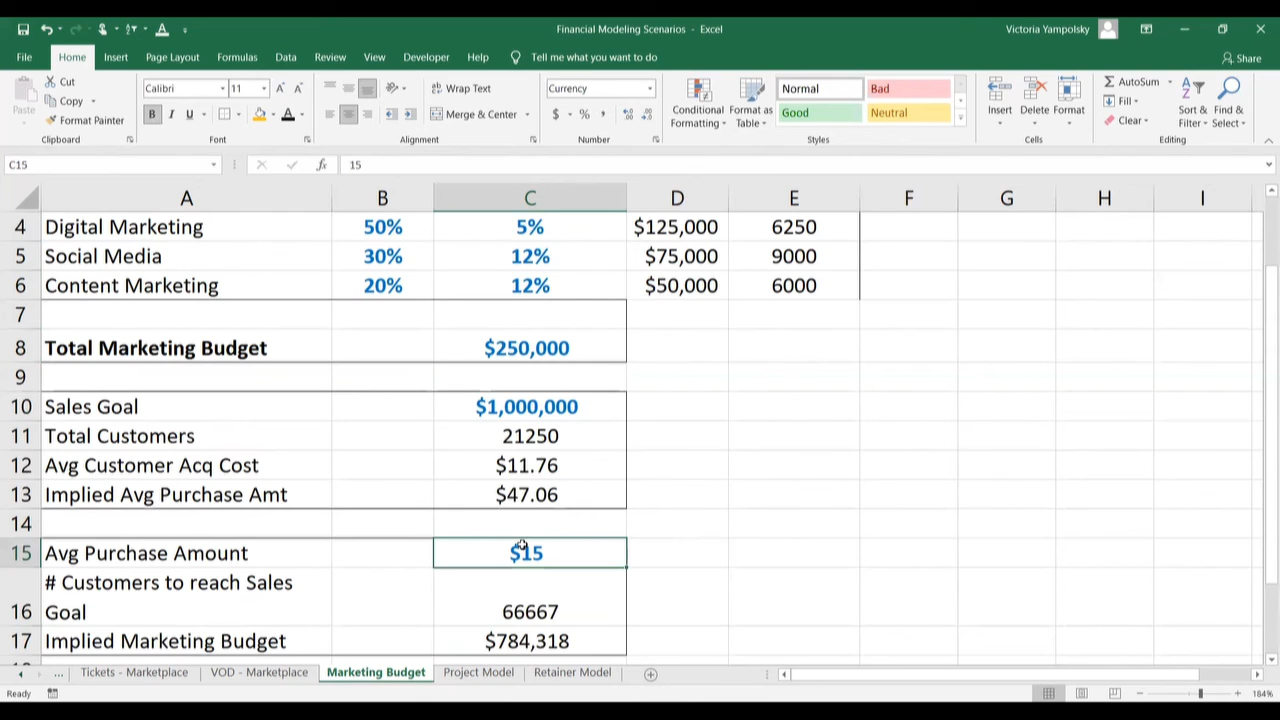 Financial Modeling Scenarios - Excel
Victoria Yampolsky
File Home Insert Page Layout Formulas Data Review View Developer Help Tell me what you want to do Share
Paste
Cut
Copy
Format Painter
Clipboard
Calibri 11
B I U
Font
Wrap Text
Merge & Center
Alignment
Currency
$ % ,
Number
Conditional Formatting
Format as Table
Normal Bad
Good Neutral
Styles
Insert Delete Format
Cells
AutoSum
Fill
Clear
Sort & Filter
Find & Select
Editing
C15 fx 15
A B C D E F G H I
4 Digital Marketing 50% 5% $125,000 6250
5 Social Media 30% 12% $75,000 9000
6 Content Marketing 20% 12% $50,000 6000
7
8 Total Marketing Budget $250,000
9
10 Sales Goal $1,000,000
11 Total Customers 21250
12 Avg Customer Acq Cost $11.76
13 Implied Avg Purchase Amt $47.06
14
15 Avg Purchase Amount $15
# Customers to reach Sales
16 Goal 66667
17 Implied Marketing Budget $784,318
... Tickets - Marketplace VOD - Marketplace Marketing Budget Project Model Retainer Model
Ready 184%